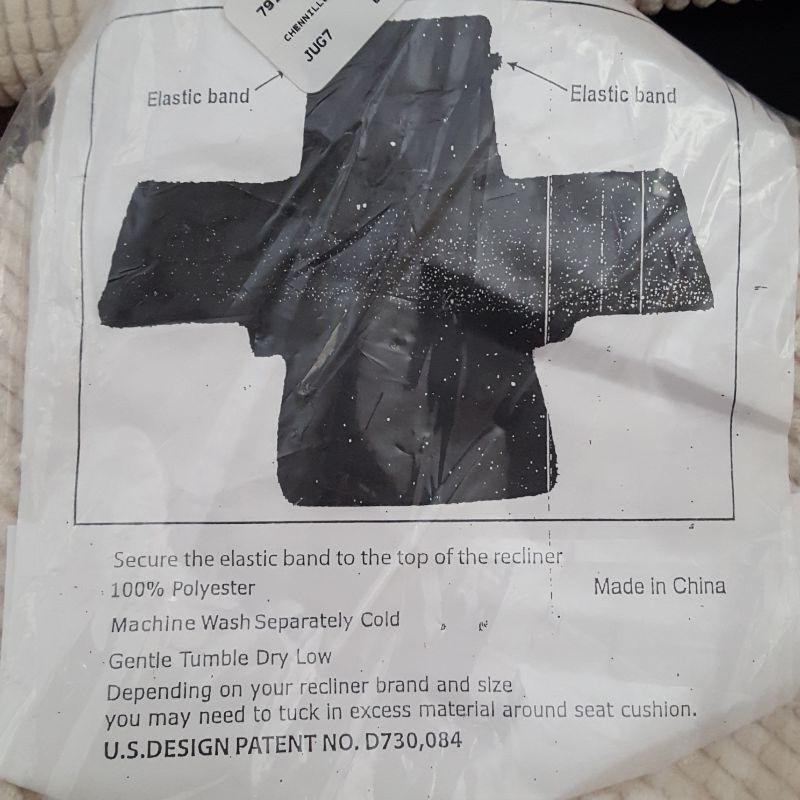 CHENNILL
JUG7
Elastic band
Elastic band
Secure the elastic band to the top of the recliner
100% Polyester
Made in China
Machine Wash Separately Cold
Gentle Tumble Dry Low
Depending on your recliner brand and size
you may need to tuck in excess material around seat cushion.
U.S.DESIGN PATENT NO. D730,084